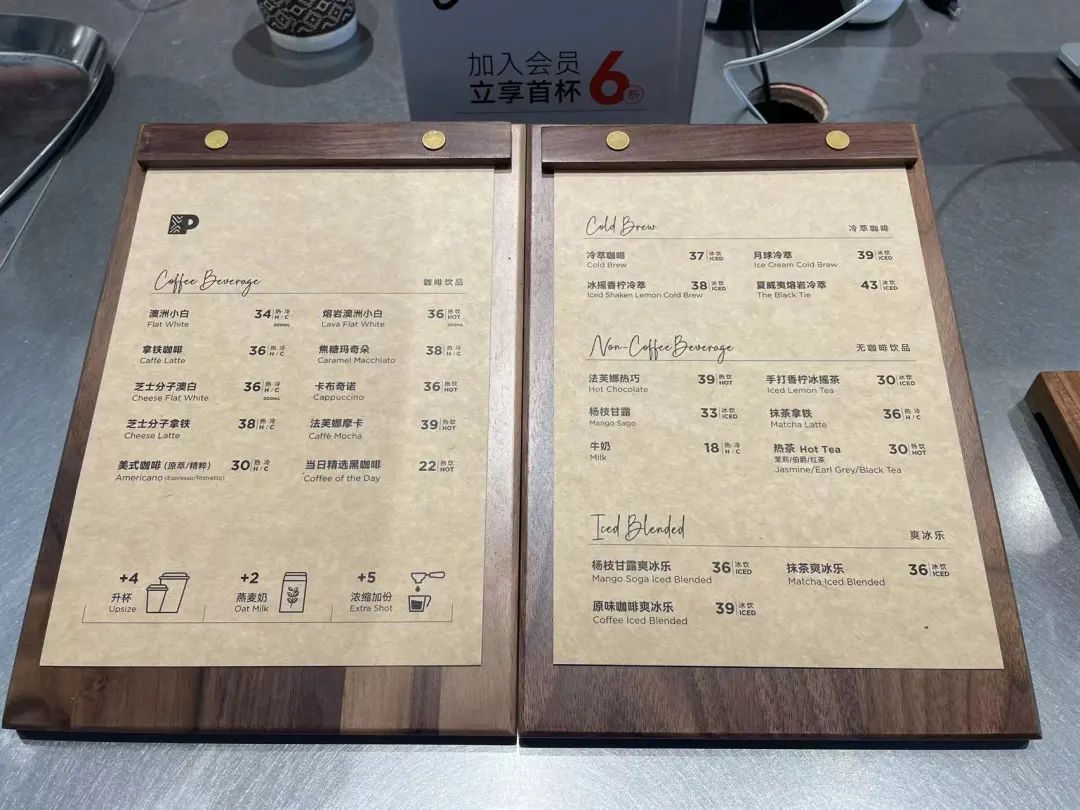 加入会员
立享首杯 6折
P
Coffee Beverage 咖啡饮品
澳洲小白 34 热·冷
Flat White H / C
200mL
熔岩澳洲小白 36 热饮
Lava Flat White HOT
200mL
拿铁咖啡 36 热·冷
Caffè Latte H / C
焦糖玛奇朵 38 热·冷
Caramel Macchiato H / C
芝士分子澳白 36 热·冷
Cheese Flat White H / C
200mL
卡布奇诺 36 热饮
Cappuccino HOT
芝士分子拿铁 38 热·冷
Cheese Latte H / C
法芙娜摩卡 39 热饮
Caffè Mocha HOT
美式咖啡 (原萃/精粹) 30 热·冷
Americano (Espresso/Ristretto) H / C
当日精选黑咖啡 22 热饮
Coffee of the Day HOT
+4
升杯
Upsize
+2
燕麦奶
Oat Milk
+5
浓缩加份
Extra Shot
Cold Brew 冷萃咖啡
冷萃咖啡 37 冰饮
Cold Brew ICED
月球冷萃 39 冰饮
Ice Cream Cold Brew ICED
冰摇香柠冷萃 38 冰饮
Iced Shaken Lemon Cold Brew ICED
夏威夷熔岩冷萃 43 冰饮
The Black Tie ICED
Non-Coffee Beverage 无咖啡饮品
法芙娜热巧 39 热饮
Hot Chocolate HOT
手打香柠冰摇茶 30 冰饮
Iced Lemon Tea ICED
杨枝甘露 33 冰饮
Mango Sago ICED
抹茶拿铁 36 热·冷
Matcha Latte H / C
牛奶 18 热·冷
Milk H / C
热茶 Hot Tea 30 热饮
茉莉/伯爵/红茶 HOT
Jasmine/Earl Grey/Black Tea
Iced Blended 爽冰乐
杨枝甘露爽冰乐 36 冰饮
Mango Soga Iced Blended ICED
抹茶爽冰乐 36 冰饮
Matcha Iced Blended ICED
原味咖啡爽冰乐 39 冰饮
Coffee Iced Blended ICED